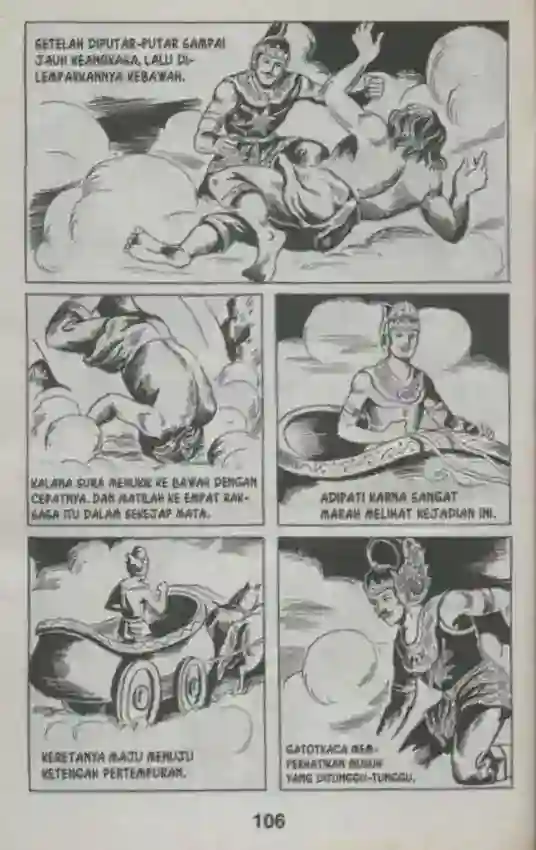 SETELAH DIPUTAR-PUTAR SAMPAI
JAUH KEANGKASA, LALU DI-
LEMPARKANNYA KEBAWAH.
KALANA SURA MENUKIK KE BAWAH DENGAN
CEPATNYA. DAN MATILAH KE EMPAT RAK-
SASA ITU DALAM SEKEJAP MATA.
ADIPATI KARNA SANGAT
MARAH MELIHAT KEJADIAN INI.
KERETANYA MAJU MENUJU
KETENGAH PERTEMPURAN.
GATOTKACA MEM-
PERHATIKAN MUSUH
YANG DITUNGGU-TUNGGU.
106